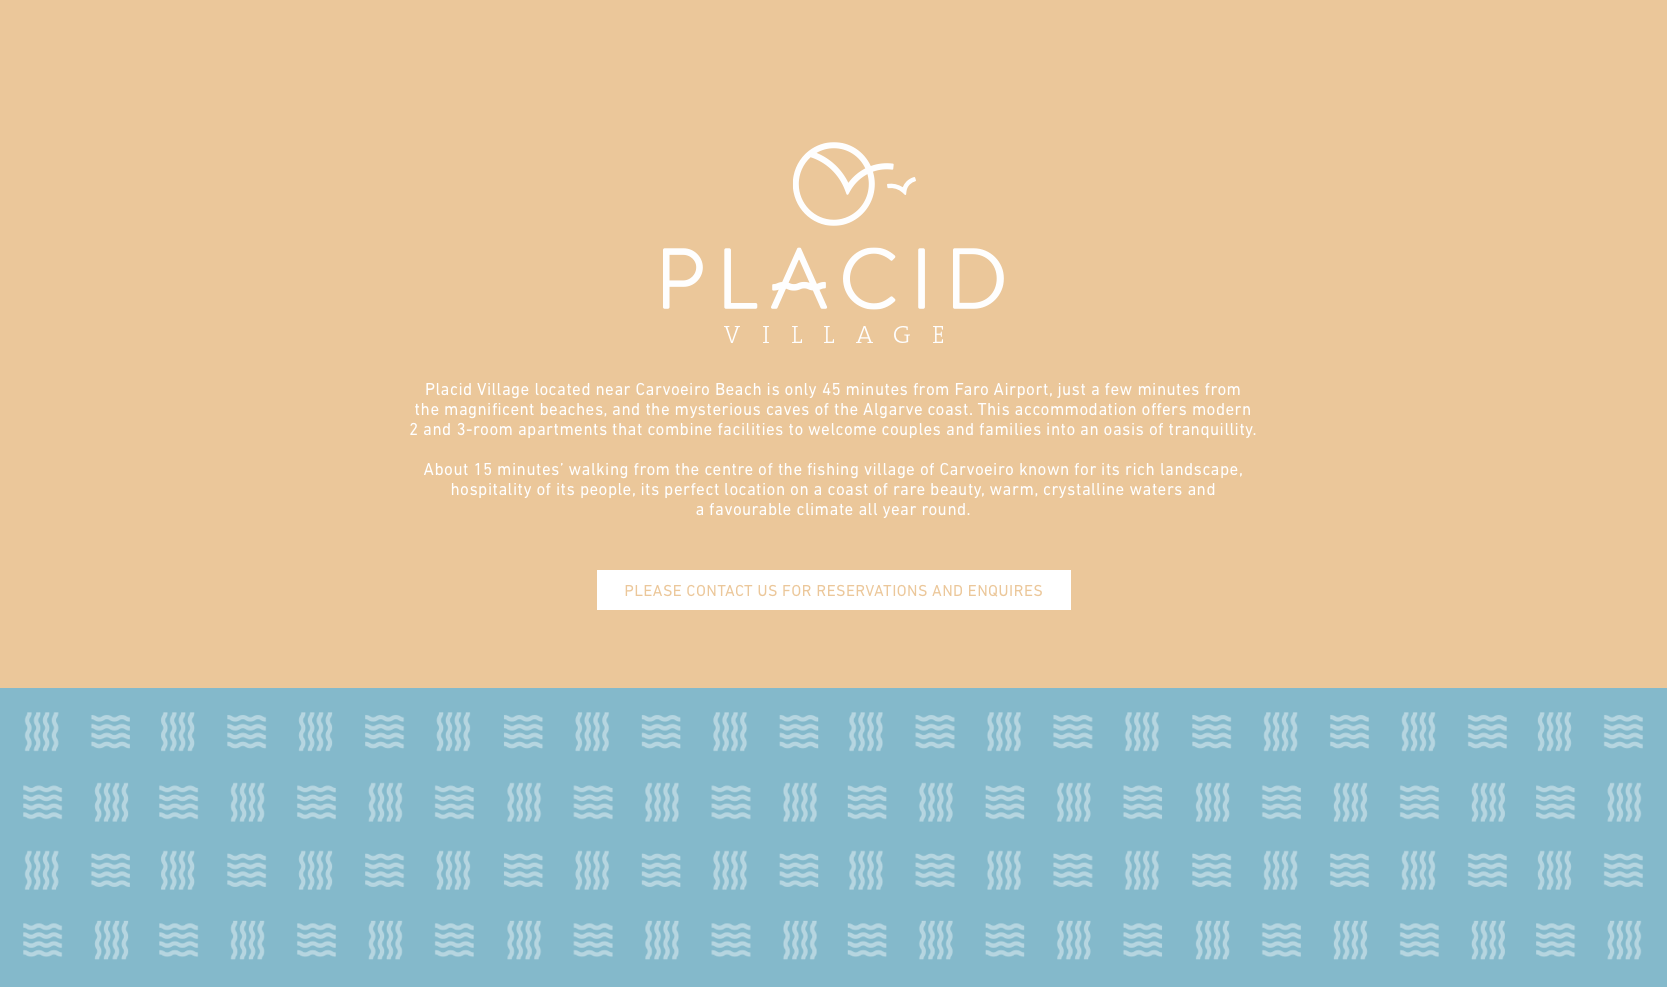 PLACID
VILLAGE
Placid Village located near Carvoeiro Beach is only 45 minutes from Faro Airport, just a few minutes from
the magnificent beaches, and the mysterious caves of the Algarve coast. This accommodation offers modern
2 and 3-room apartments that combine facilities to welcome couples and families into an oasis of tranquillity.
About 15 minutes’ walking from the centre of the fishing village of Carvoeiro known for its rich landscape,
hospitality of its people, its perfect location on a coast of rare beauty, warm, crystalline waters and
a favourable climate all year round.
PLEASE CONTACT US FOR RESERVATIONS AND ENQUIRES